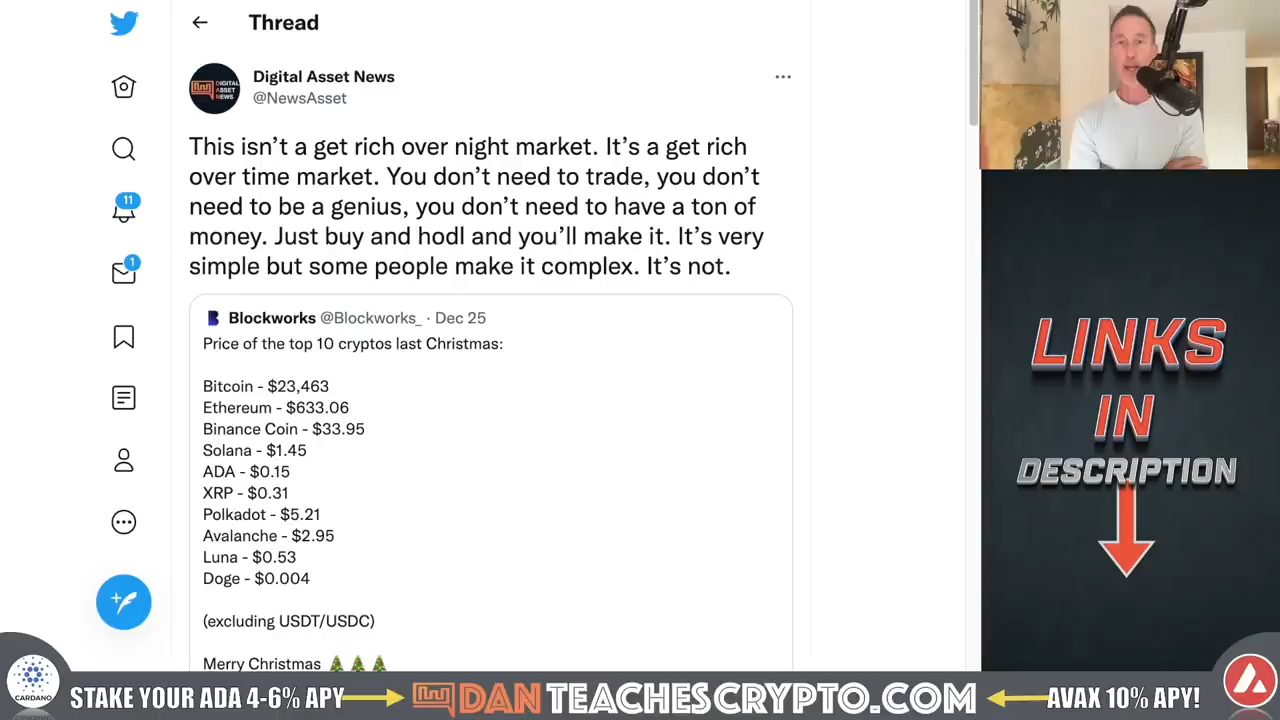 Thread
Digital Asset News
@NewsAsset
This isn't a get rich over night market. It's a get rich
over time market. You don't need to trade, you don't
need to be a genius, you don't need to have a ton of
money. Just buy and hodl and you'll make it. It's very
simple but some people make it complex. It's not.
Blockworks @Blockworks_ · Dec 25
Price of the top 10 cryptos last Christmas:
Bitcoin - $23,463
Ethereum - $633.06
Binance Coin - $33.95
Solana - $1.45
ADA - $0.15
XRP - $0.31
Polkadot - $5.21
Avalanche - $2.95
Luna - $0.53
Doge - $0.004
(excluding USDT/USDC)
Merry Christmas 🎄🎄🎄
11
1
DIGITAL
ASSET
NEWS
LINKS
IN
DESCRIPTION
CARDANO
STAKE YOUR ADA 4-6% APY
DANTEACHESCRYPTO.COM
AVAX 10% APY!